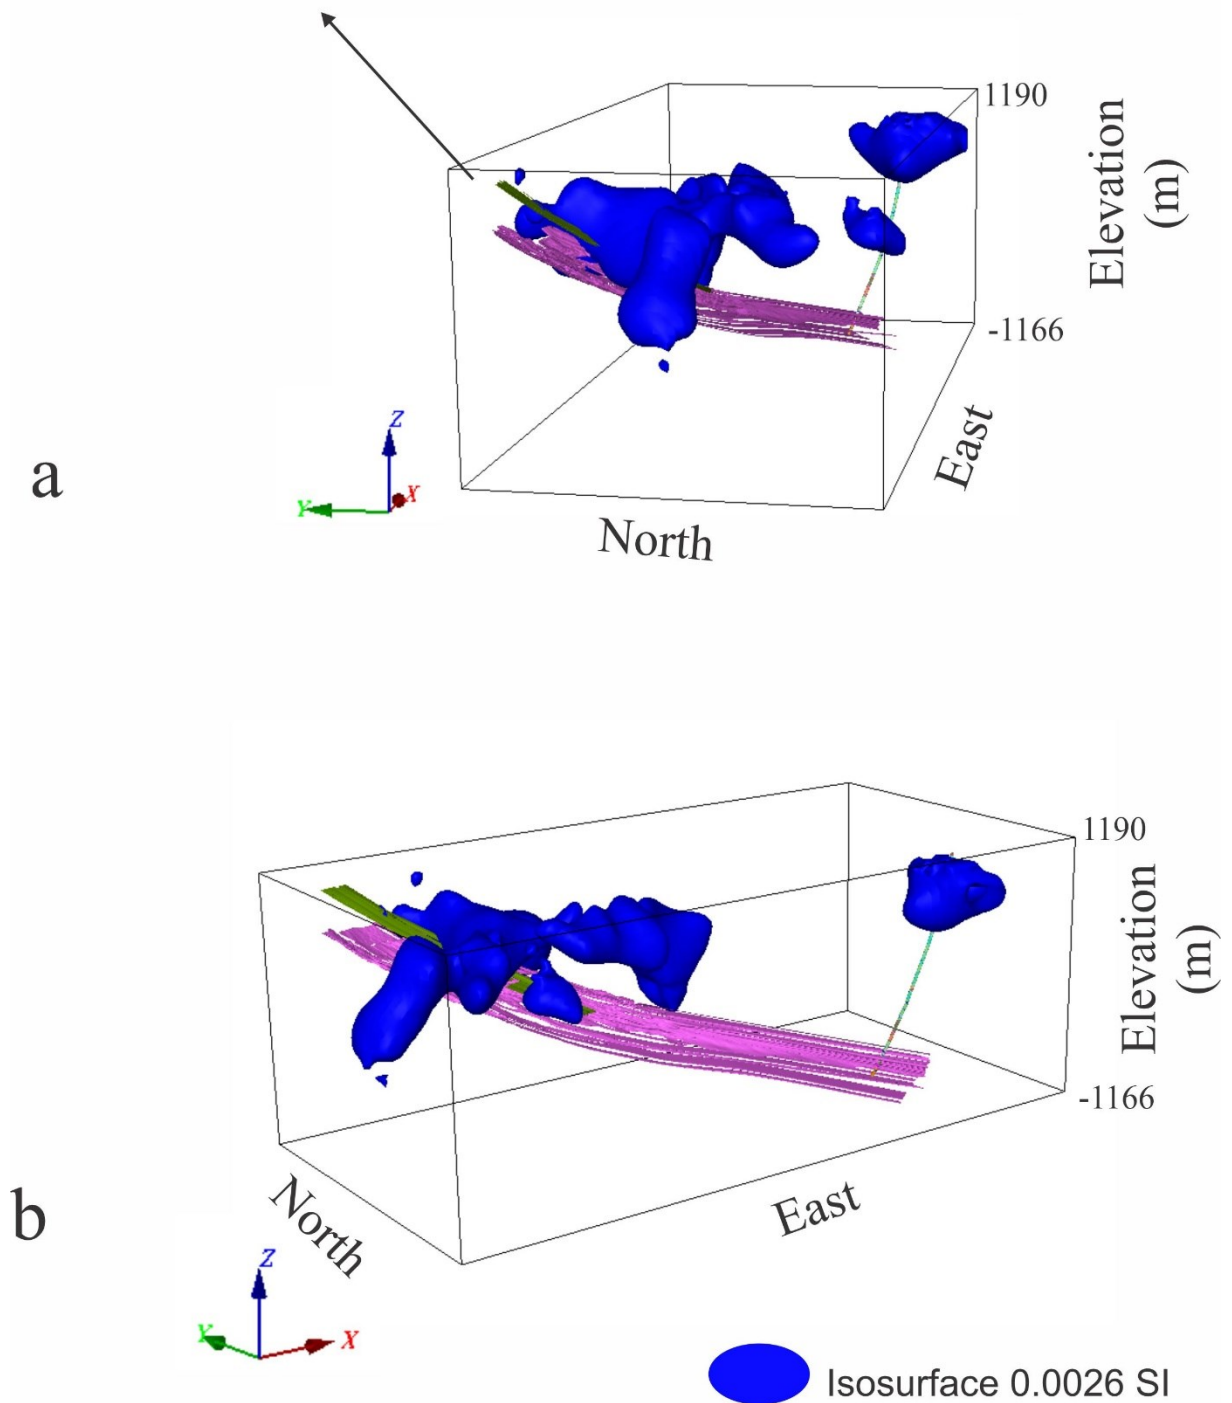 1190
Elevation
(m)
-1166
East
North
Z
Y
X
a
1190
Elevation
(m)
-1166
East
North
Z
Y
X
b
Isosurface 0.0026 SI